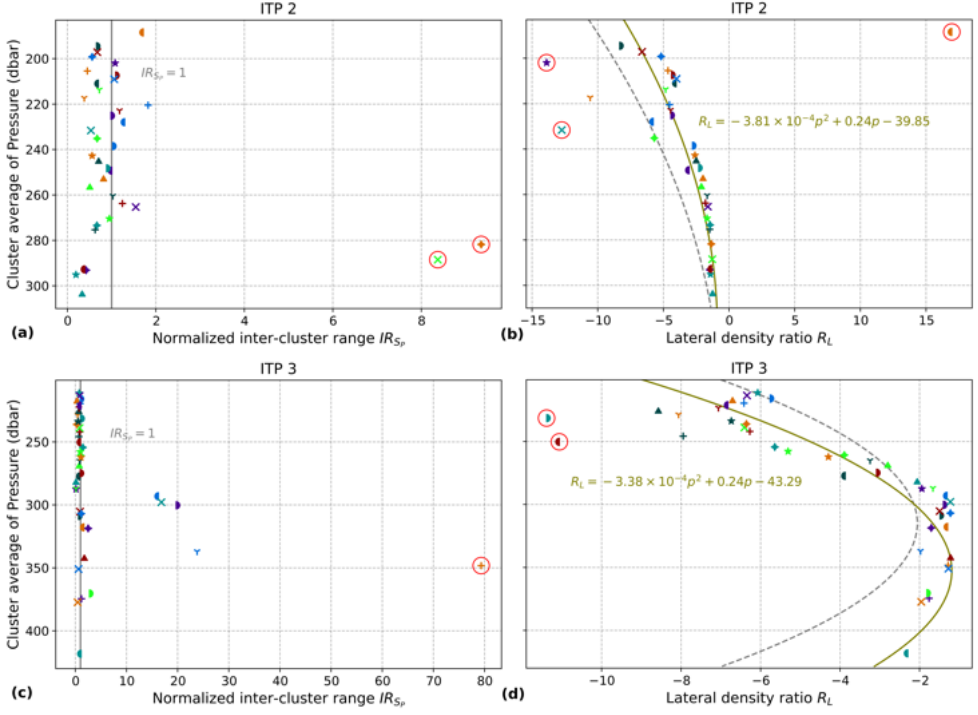 ITP 2
ITP 2
Cluster average of Pressure (dbar)
200
220
240
260
280
300
IR_{S_P} = 1
R_L = −3.81 × 10^{−4}p^2 + 0.24p − 39.85
0 2 4 6 8 10
−15 −10 −5 0 5 10 15
(a) Normalized inter-cluster range IR_{S_P}
(b) Lateral density ratio R_L
ITP 3
ITP 3
Cluster average of Pressure (dbar)
250
300
350
400
IR_{S_P} = 1
R_L = −3.38 × 10^{−4}p^2 + 0.24p − 43.29
0 10 20 30 40 50 60 70 80 90
−10 −8 −6 −4 −2 0
(c) Normalized inter-cluster range IR_{S_P}
(d) Lateral density ratio R_L